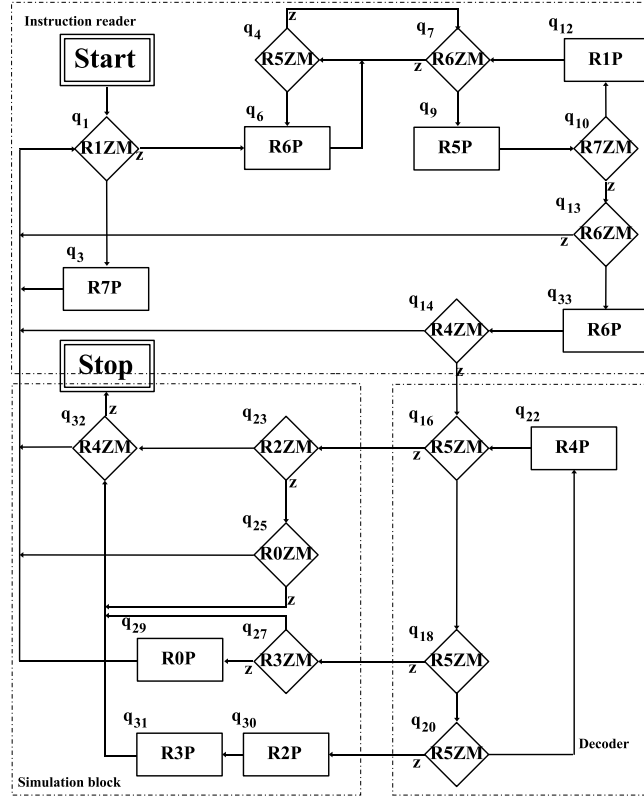 Instruction reader
Start
q1
R1ZM
z
q4
R5ZM
z
q6
R6P
q7
R6ZM
z
q9
R5P
q12
R1P
q10
R7ZM
z
q13
R6ZM
z
q3
R7P
q14
R4ZM
z
q33
R6P
Stop
z
q32
R4ZM
q23
R2ZM
z
q16
R5ZM
z
q22
R4P
q25
R0ZM
z
q29
R0P
q27
R3ZM
z
q18
R5ZM
z
q31
R3P
q30
R2P
q20
R5ZM
z
Decoder
Simulation block